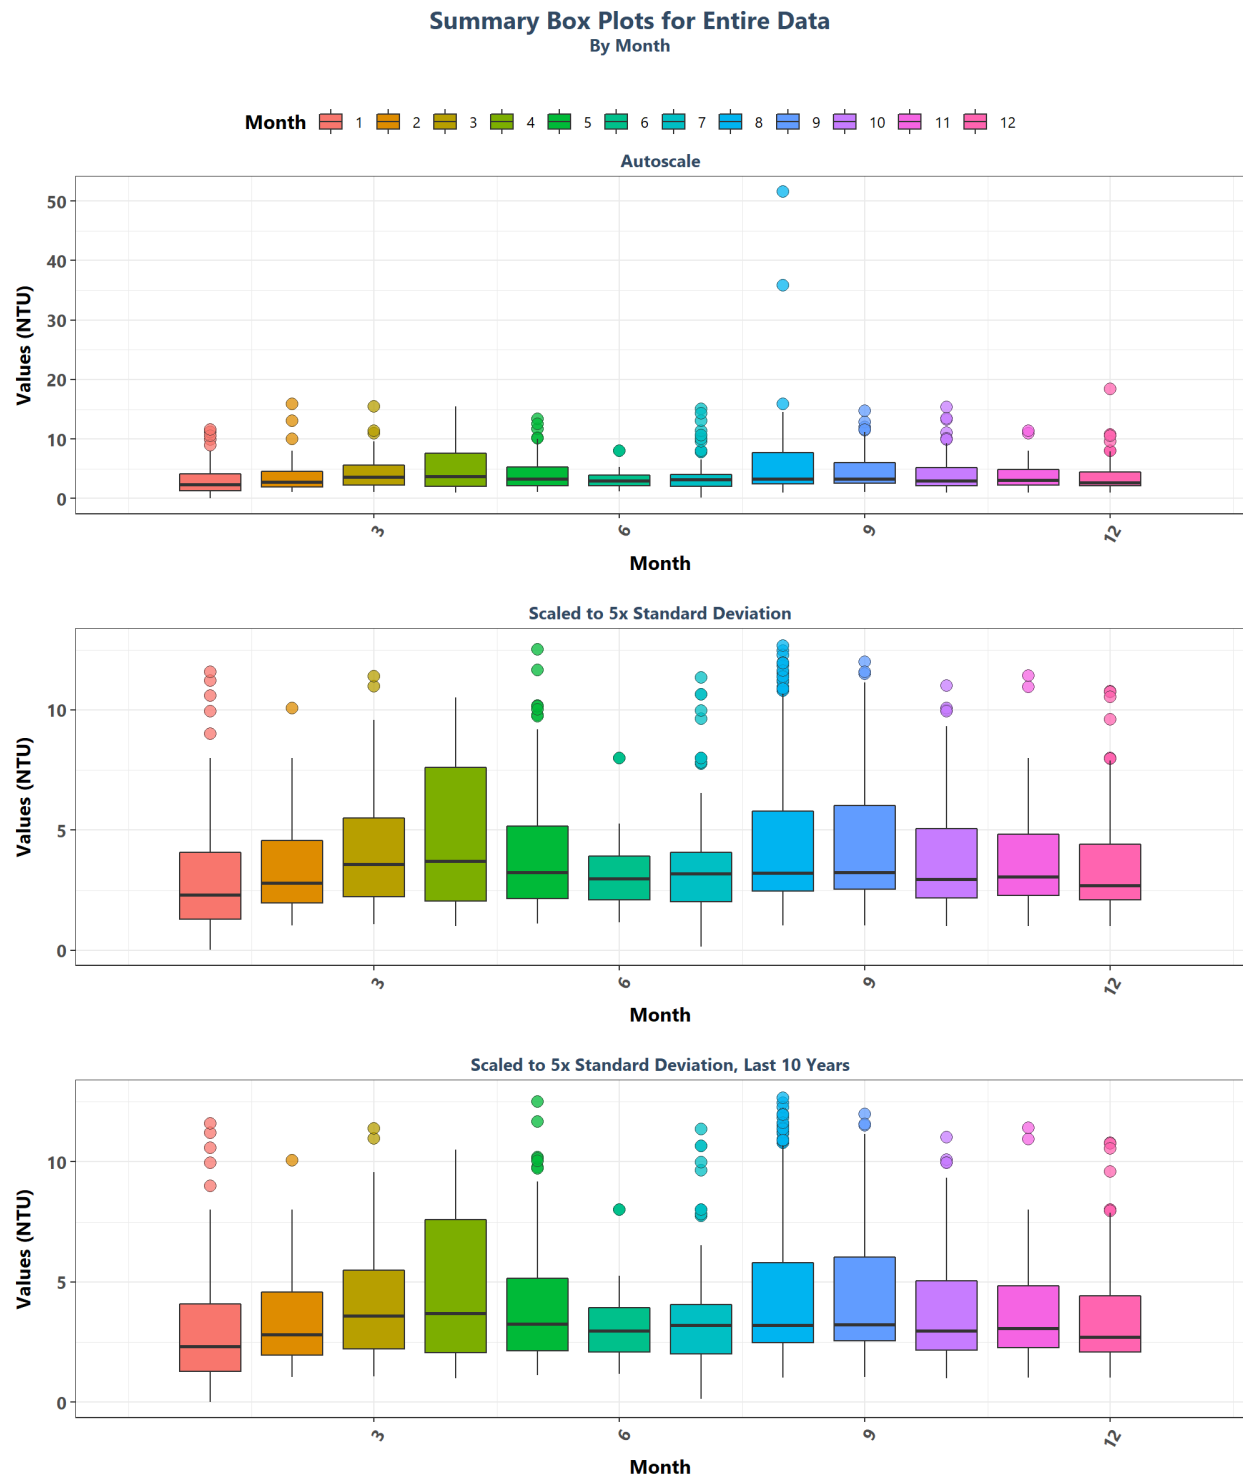 Summary Box Plots for Entire Data
By Month
Month 1 2 3 4 5 6 7 8 9 10 11 12
Autoscale
Values (NTU)
50
40
30
20
10
0
3 6 9 12
Month
Scaled to 5x Standard Deviation
Values (NTU)
10
5
0
3 6 9 12
Month
Scaled to 5x Standard Deviation, Last 10 Years
Values (NTU)
10
5
0
3 6 9 12
Month